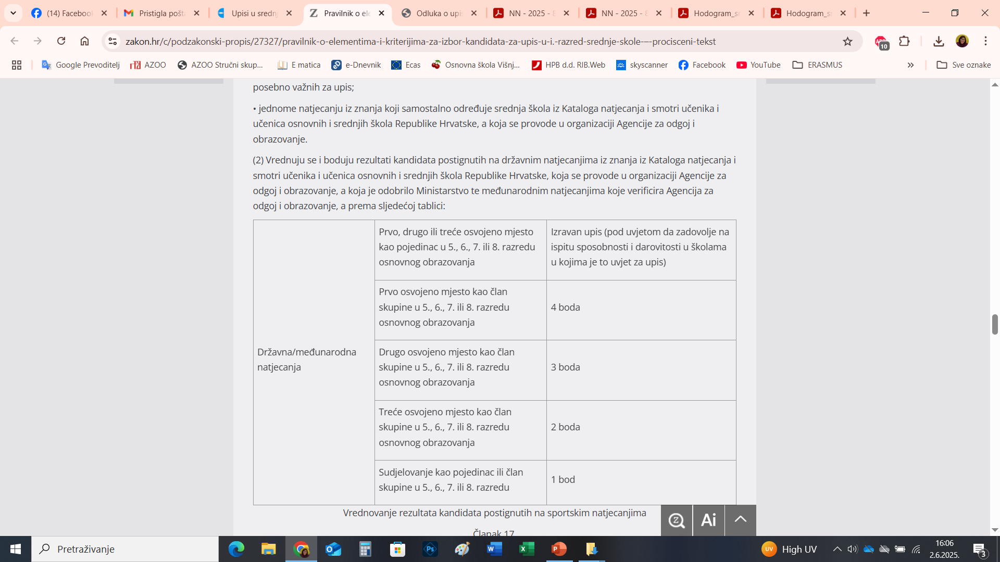 (14) Facebook
Pristigla pošta
Upisi u srednj
Pravilnik o ele
Odluka o upis
NN - 2025 - 8
NN - 2025 - 8
Hodogram_sr
Hodogram_sr
zakon.hr/c/podzakonski-propis/27327/pravilnik-o-elementima-i-kriterijima-za-izbor-kandidata-za-upis-u-i.-razred-srednje-skole-–-procisceni-tekst
10
Google Prevoditelj
AZOO
AZOO Stručni skup...
E matica
e-Dnevnik
Ecas
Osnovna škola Višnj...
HPB d.d. RIB.Web
skyscanner
Facebook
YouTube
ERASMUS
Sve oznake
posebno važnih za upis;
• jednome natjecanju iz znanja koji samostalno određuje srednja škola iz Kataloga natjecanja i smotri učenika i
učenica osnovnih i srednjih škola Republike Hrvatske, a koja se provode u organizaciji Agencije za odgoj i
obrazovanje.
(2) Vrednuju se i boduju rezultati kandidata postignutih na državnim natjecanjima iz znanja iz Kataloga natjecanja i
smotri učenika i učenica osnovnih i srednjih škola Republike Hrvatske, koja se provode u organizaciji Agencije za
odgoj i obrazovanje, a koja je odobrilo Ministarstvo te međunarodnim natjecanjima koje verificira Agencija za
odgoj i obrazovanje, a prema sljedećoj tablici:
Državna/međunarodna
natjecanja
Prvo, drugo ili treće osvojeno mjesto
kao pojedinac u 5., 6., 7. ili 8. razredu
osnovnog obrazovanja
Izravan upis (pod uvjetom da zadovolje na
ispitu sposobnosti i darovitosti u školama
u kojima je to uvjet za upis)
Prvo osvojeno mjesto kao član
skupine u 5., 6., 7. ili 8. razredu
osnovnog obrazovanja
4 boda
Drugo osvojeno mjesto kao član
skupine u 5., 6., 7. ili 8. razredu
osnovnog obrazovanja
3 boda
Treće osvojeno mjesto kao član
skupine u 5., 6., 7. ili 8. razredu
osnovnog obrazovanja
2 boda
Sudjelovanje kao pojedinac ili član
skupine u 5., 6., 7. ili 8. razredu
1 bod
Vrednovanje rezultata kandidata postignutih na sportskim natjecanjima
Članak 17
Ai
Pretraživanje
UV
High UV
16:06
2.6.2025.
3